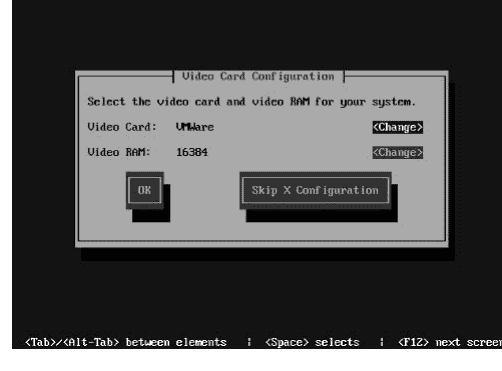 Video Card Configuration
Select the video card and video RAM for your system.
Video Card: VMWare <Change>
Video RAM: 16384 <Change>
OK Skip X Configuration
<Tab>/<Alt-Tab> between elements | <Space> selects | <F12> next screen